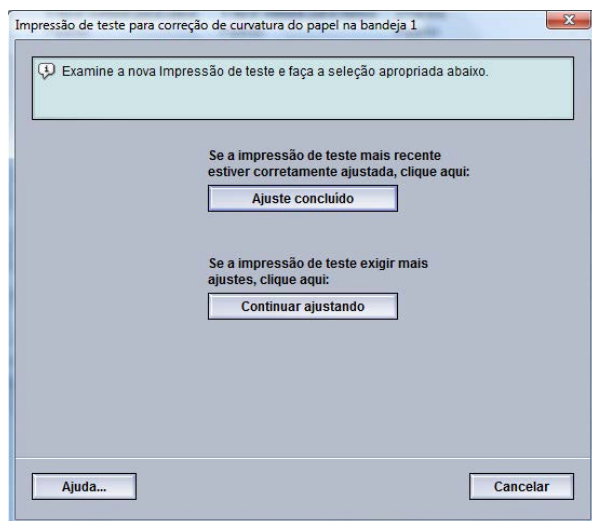 Impressão de teste para correção de curvatura do papel na bandeja 1
Examine a nova Impressão de teste e faça a seleção apropriada abaixo.
Se a impressão de teste mais recente
estiver corretamente ajustada, clique aqui:
Ajuste concluído
Se a impressão de teste exigir mais
ajustes, clique aqui:
Continuar ajustando
Ajuda...
Cancelar